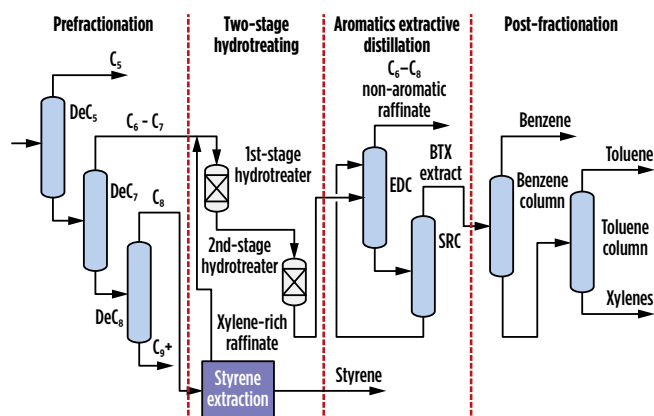 Prefractionation
Two-stage
hydrotreating
Aromatics extractive
distillation
Post-fractionation
C5
DeC5
C6 – C7
DeC7
C8
DeC8
C9+
1st-stage
hydrotreater
2nd-stage
hydrotreater
Xylene-rich
raffinate
Styrene
extraction
Styrene
C6–C8
non-aromatic
raffinate
EDC
BTX
extract
SRC
Benzene
Benzene
column
Toluene
Toluene
column
Xylenes